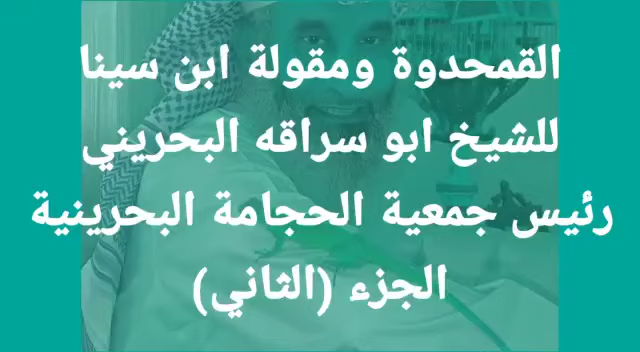 القمحدوة ومقولة ابن سينا
للشيخ ابو سراقه البحريني
رئيس جمعية الحجامة البحرينية
الجزء (الثاني)